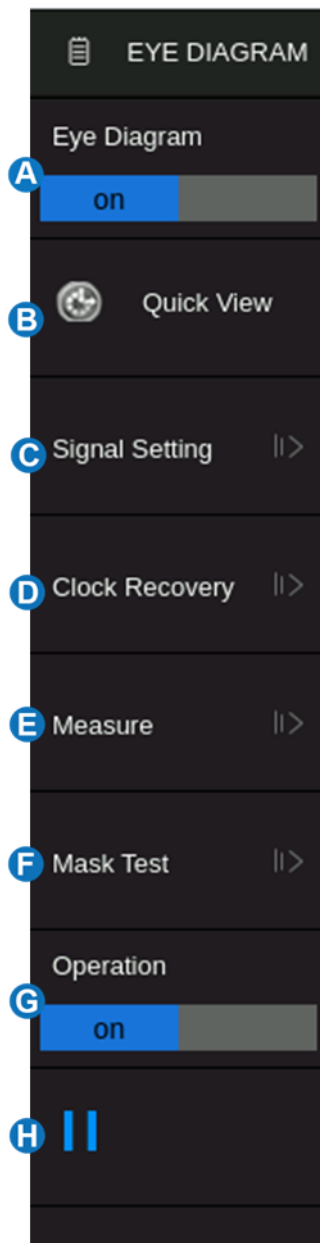 EYE DIAGRAM
Eye Diagram
A
on
B
Quick View
C
Signal Setting
D
Clock Recovery
E
Measure
F
Mask Test
Operation
G
on
H